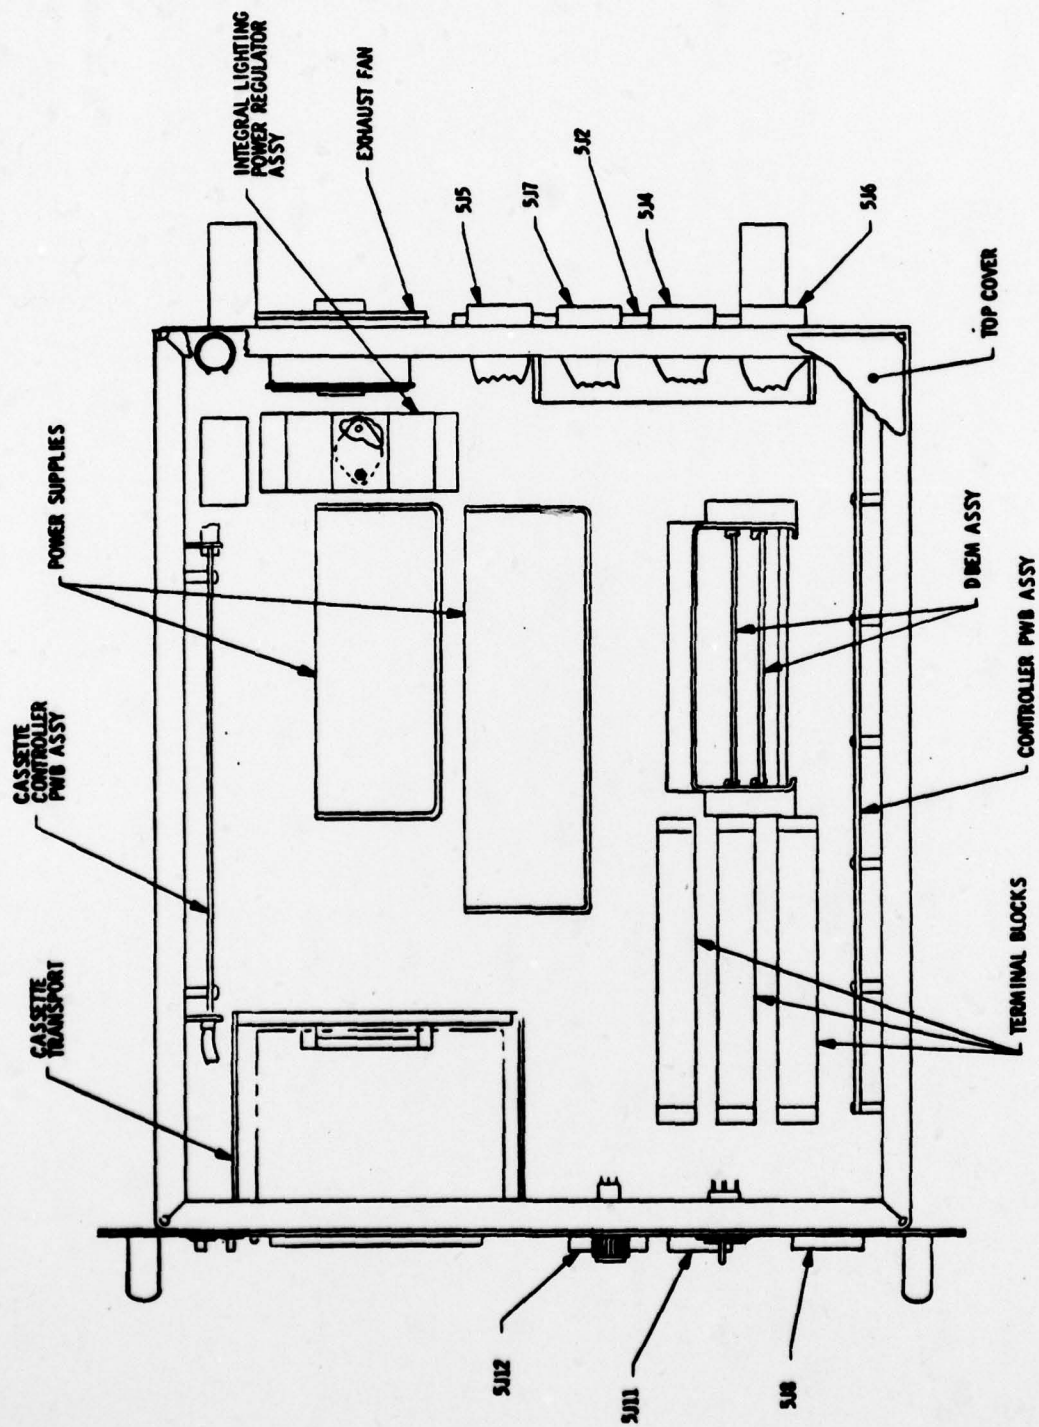 CASSETTE
TRANSPORT
CASSETTE
CONTROLLER
PWB ASSY
POWER SUPPLIES
INTEGRAL LIGHTING
POWER REGULATOR
ASSY
EXHAUST FAN
5J5
5J7
5J2
5J4
5J6
TOP COVER
DBEM ASSY
CONTROLLER PWB ASSY
TERMINAL BLOCKS
5J12
5J11
5J8